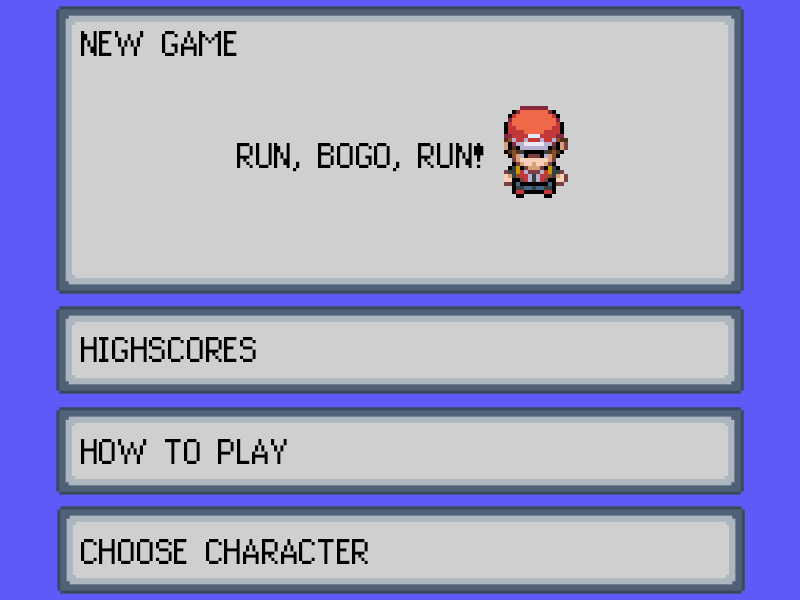 NEW GAME
RUN, BOGO, RUN!
HIGHSCORES
HOW TO PLAY
CHOOSE CHARACTER